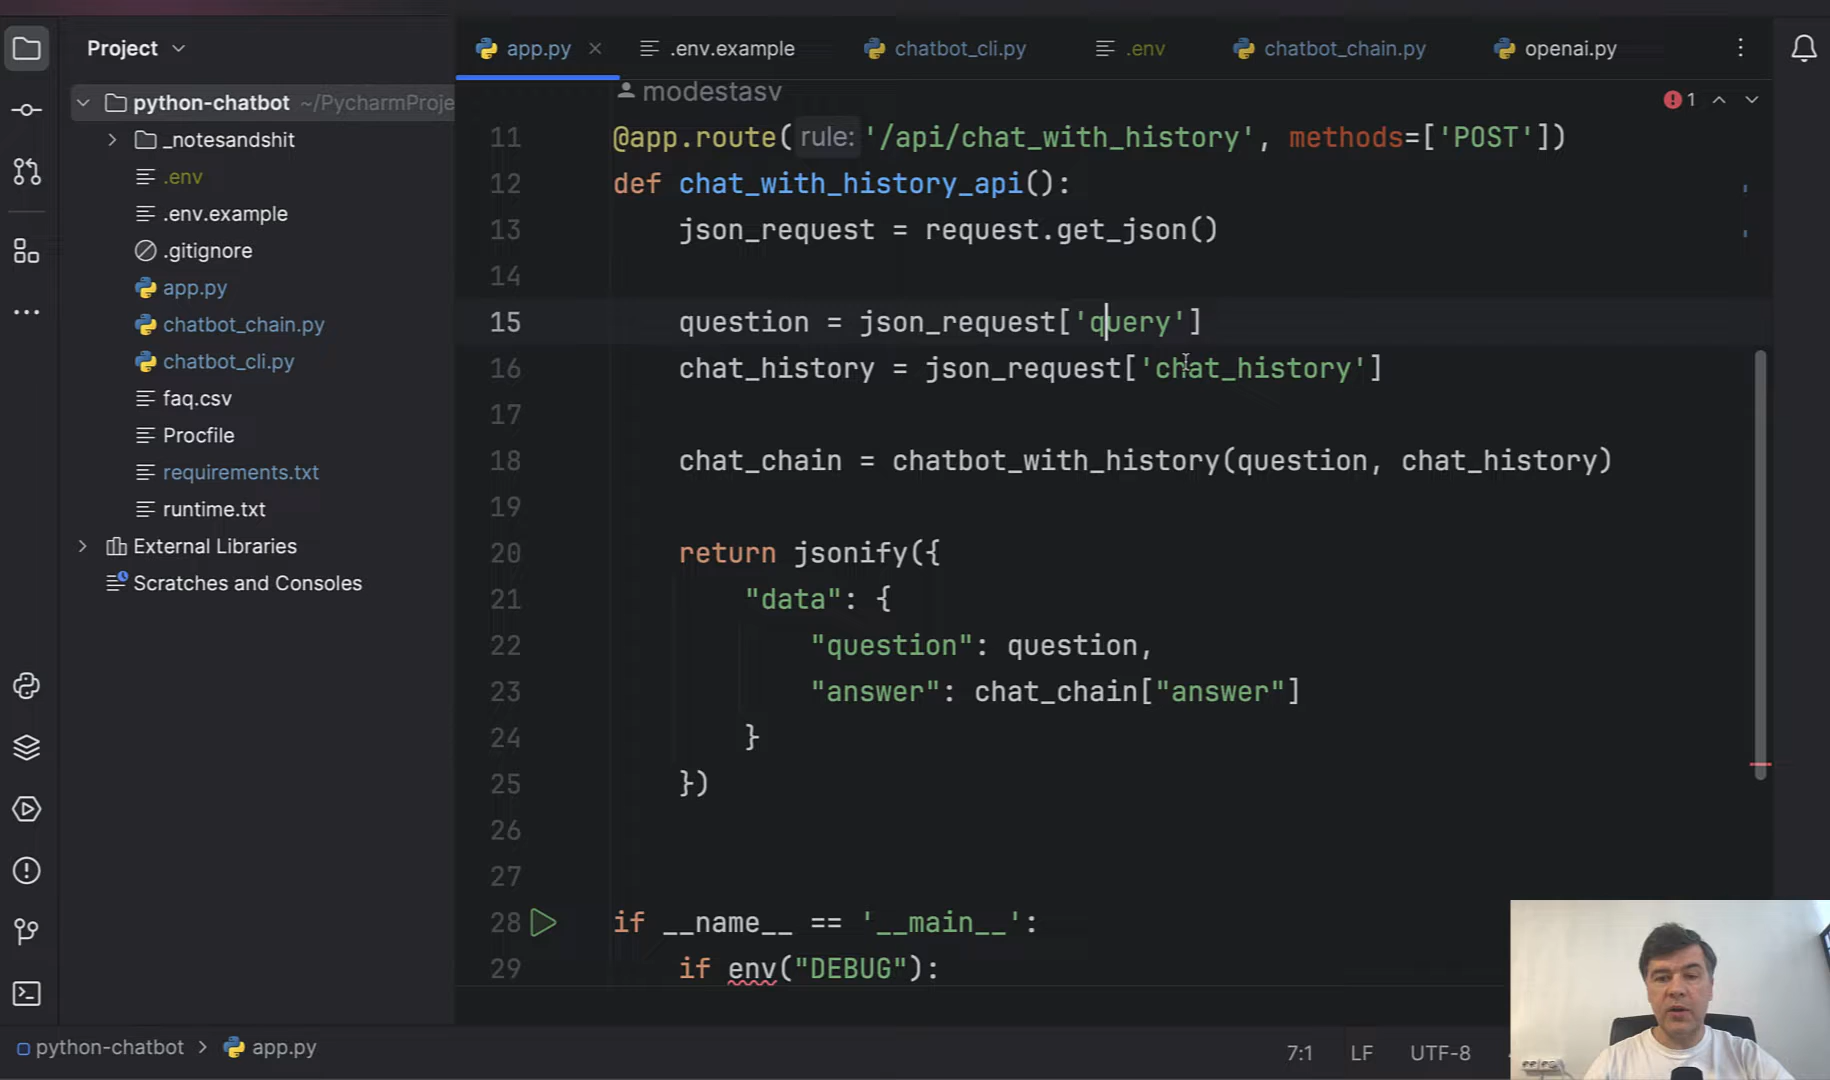 Project
app.py
.env.example
chatbot_cli.py
.env
chatbot_chain.py
openai.py
python-chatbot ~/PycharmProje
_notesandshit
.env
.env.example
.gitignore
app.py
chatbot_chain.py
chatbot_cli.py
faq.csv
Procfile
requirements.txt
runtime.txt
External Libraries
Scratches and Consoles
modestasv
1
11 @app.route(rule: '/api/chat_with_history', methods=['POST'])
12 def chat_with_history_api():
13 json_request = request.get_json()
14
15 question = json_request['query']
16 chat_history = json_request['chat_history']
17
18 chat_chain = chatbot_with_history(question, chat_history)
19
20 return jsonify({
21 "data": {
22 "question": question,
23 "answer": chat_chain["answer"]
24 }
25 })
26
27
28 if __name__ == '__main__':
29 if env("DEBUG"):
python-chatbot > app.py
7:1 LF UTF-8